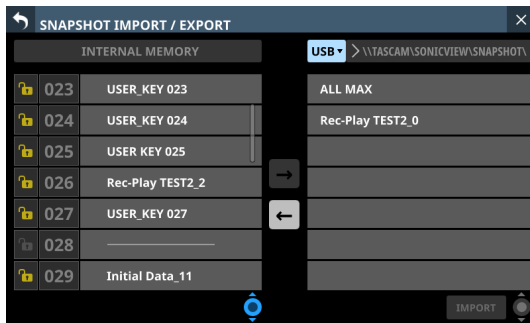 SNAPSHOT IMPORT / EXPORT
INTERNAL MEMORY
USB \\TASCAM\SONICVIEW\SNAPSHOT\
023 USER_KEY 023 ALL MAX
024 USER_KEY 024 Rec-Play TEST2_0
025 USER KEY 025
026 Rec-Play TEST2_2
027 USER_KEY 027
028
029 Initial Data_11
IMPORT